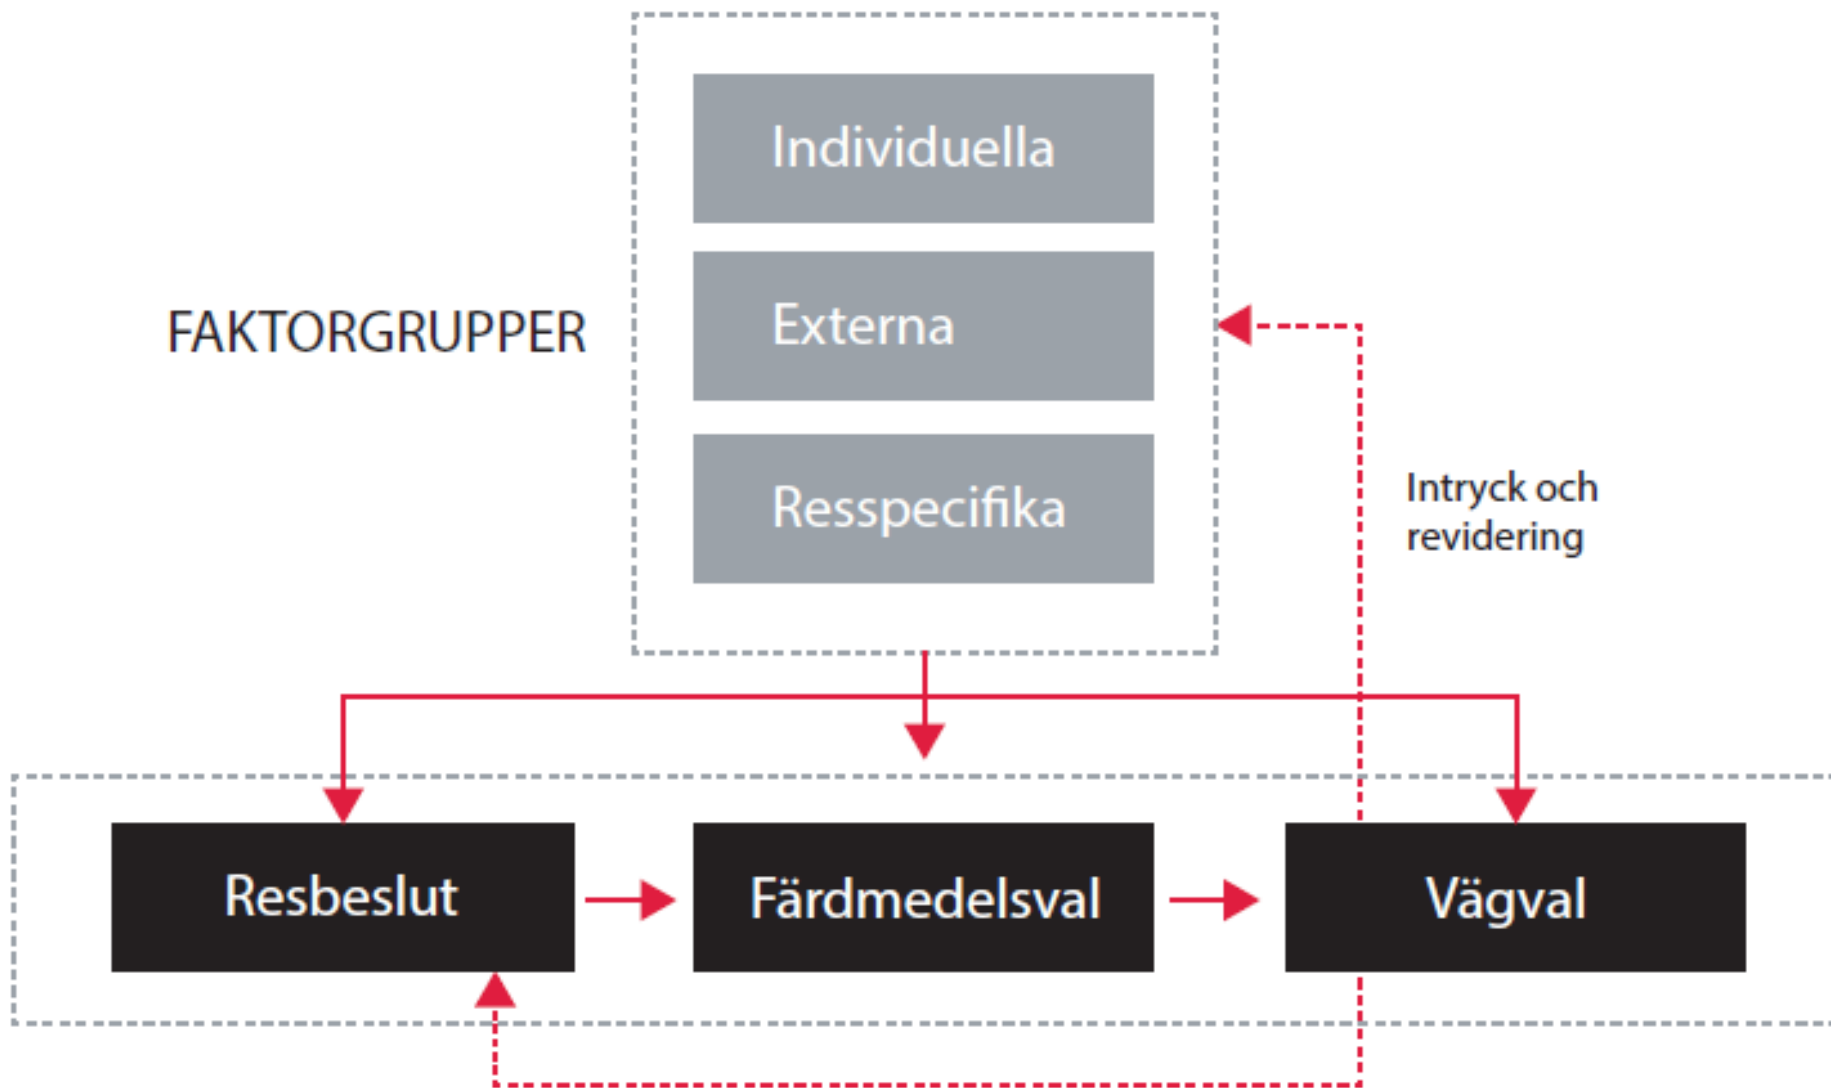 Individuella
FAKTORGRUPPER
Externa
Resspecifika
Intryck och
revidering
Resbeslut
Färdmedelsval
Vägval